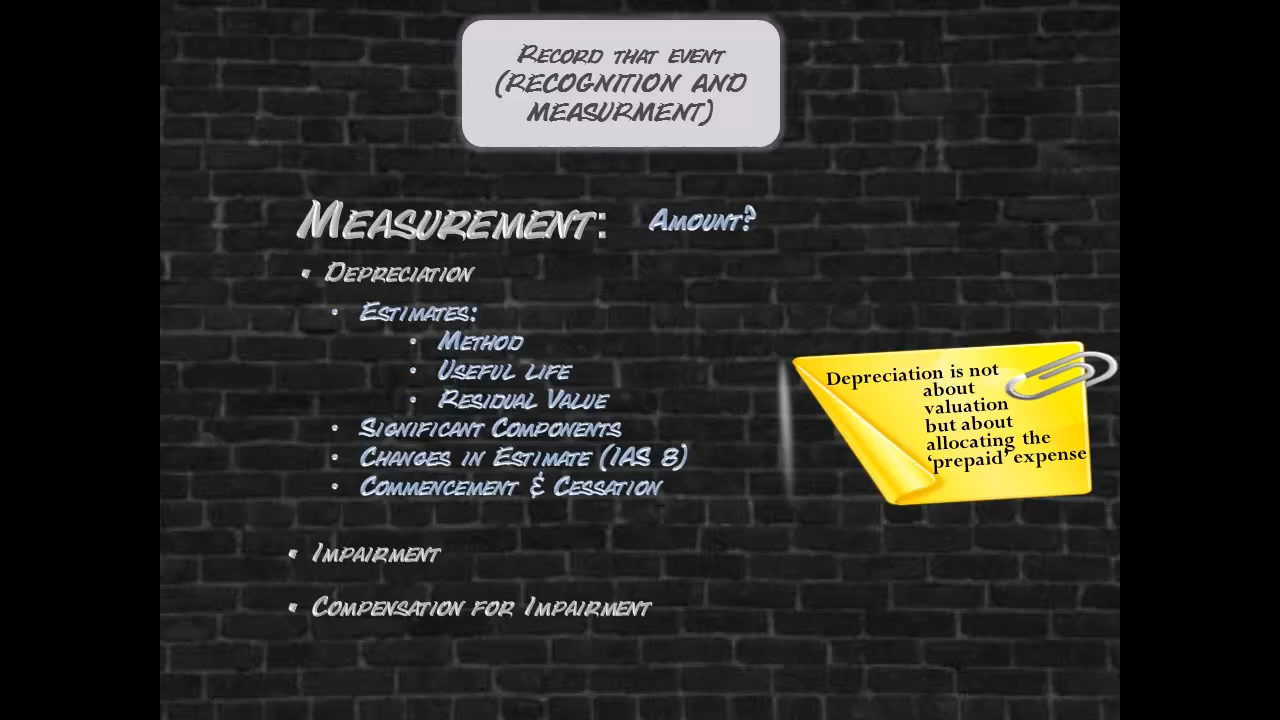 Record that event
(RECOGNITION AND
MEASURMENT)
Measurement: Amount?
• Depreciation
• Estimates:
• Method
• Useful life
• Residual Value
• Significant Components
• Changes in Estimate (IAS 8)
• Commencement & Cessation
• Impairment
• Compensation for Impairment
Depreciation is not
about
valuation
but about
allocating the
‘prepaid’ expense